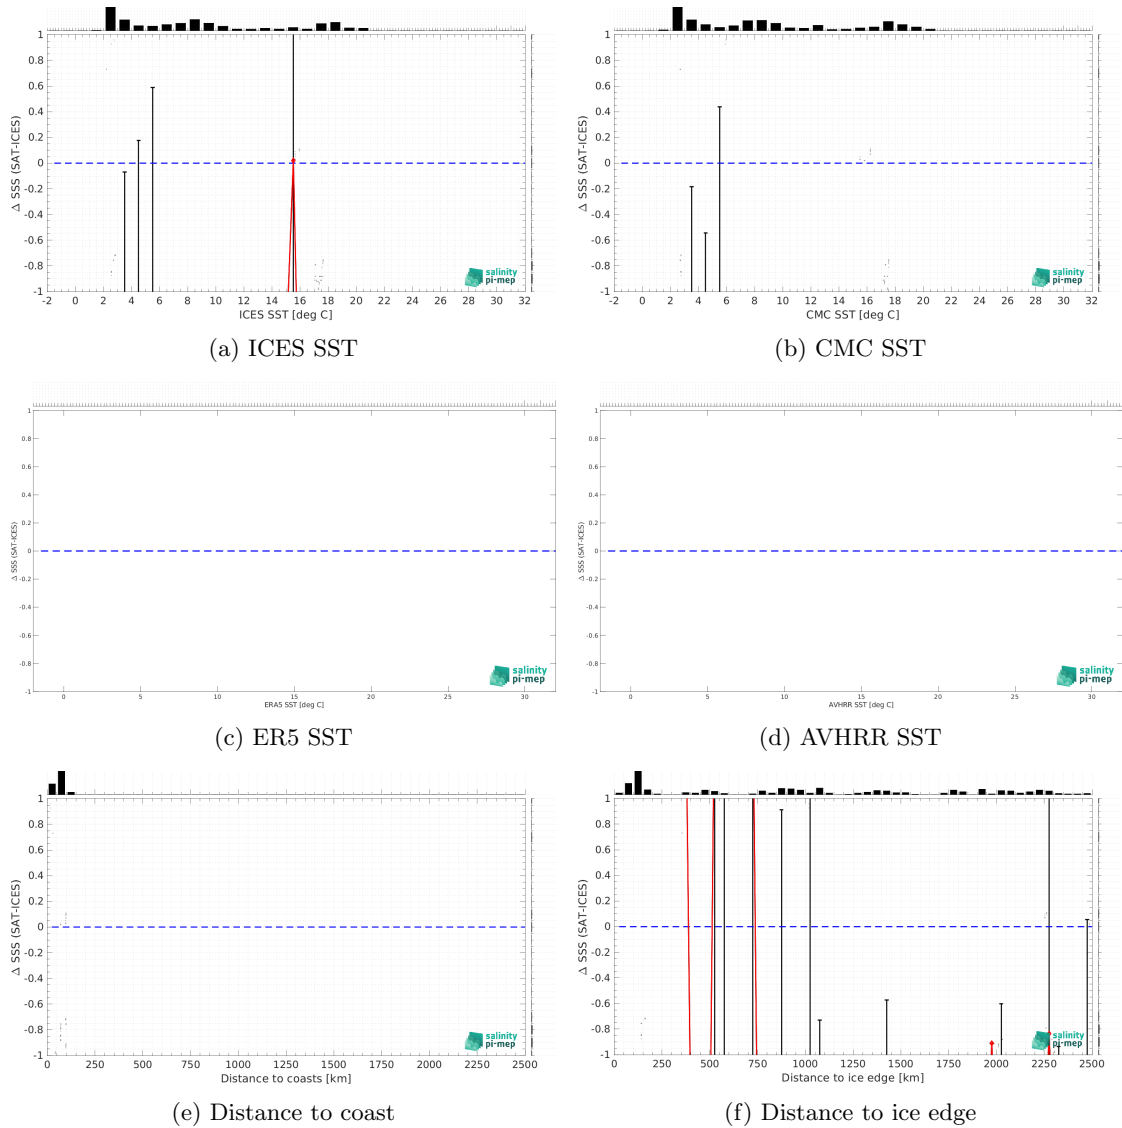 1
0.8
0.6
0.4
0.2
0
-0.2
-0.4
-0.6
-0.8
-1
Δ SSS (SAT-ICES)
salinity
pi-mep
-2 0 2 4 6 8 10 12 14 16 18 20 22 24 26 28 30 32
ICES SST [deg C]
(a) ICES SST
1
0.8
0.6
0.4
0.2
0
-0.2
-0.4
-0.6
-0.8
-1
Δ SSS (SAT-ICES)
salinity
pi-mep
-2 0 2 4 6 8 10 12 14 16 18 20 22 24 26 28 30 32
CMC SST [deg C]
(b) CMC SST
1
0.8
0.6
0.4
0.2
0
-0.2
-0.4
-0.6
-0.8
-1
Δ SSS (SAT-ICES)
salinity
pi-mep
0 5 10 15 20 25 30
ERA5 SST [deg C]
(c) ER5 SST
1
0.8
0.6
0.4
0.2
0
-0.2
-0.4
-0.6
-0.8
-1
Δ SSS (SAT-ICES)
salinity
pi-mep
0 5 10 15 20 25 30
AVHRR SST [deg C]
(d) AVHRR SST
1
0.8
0.6
0.4
0.2
0
-0.2
-0.4
-0.6
-0.8
-1
Δ SSS (SAT-ICES)
salinity
pi-mep
0 250 500 750 1000 1250 1500 1750 2000 2250 2500
Distance to coasts [km]
(e) Distance to coast
1
0.8
0.6
0.4
0.2
0
-0.2
-0.4
-0.6
-0.8
-1
Δ SSS (SAT-ICES)
salinity
pi-mep
0 250 500 750 1000 1250 1500 1750 2000 2250 2500
Distance to ice edge [km]
(f) Distance to ice edge